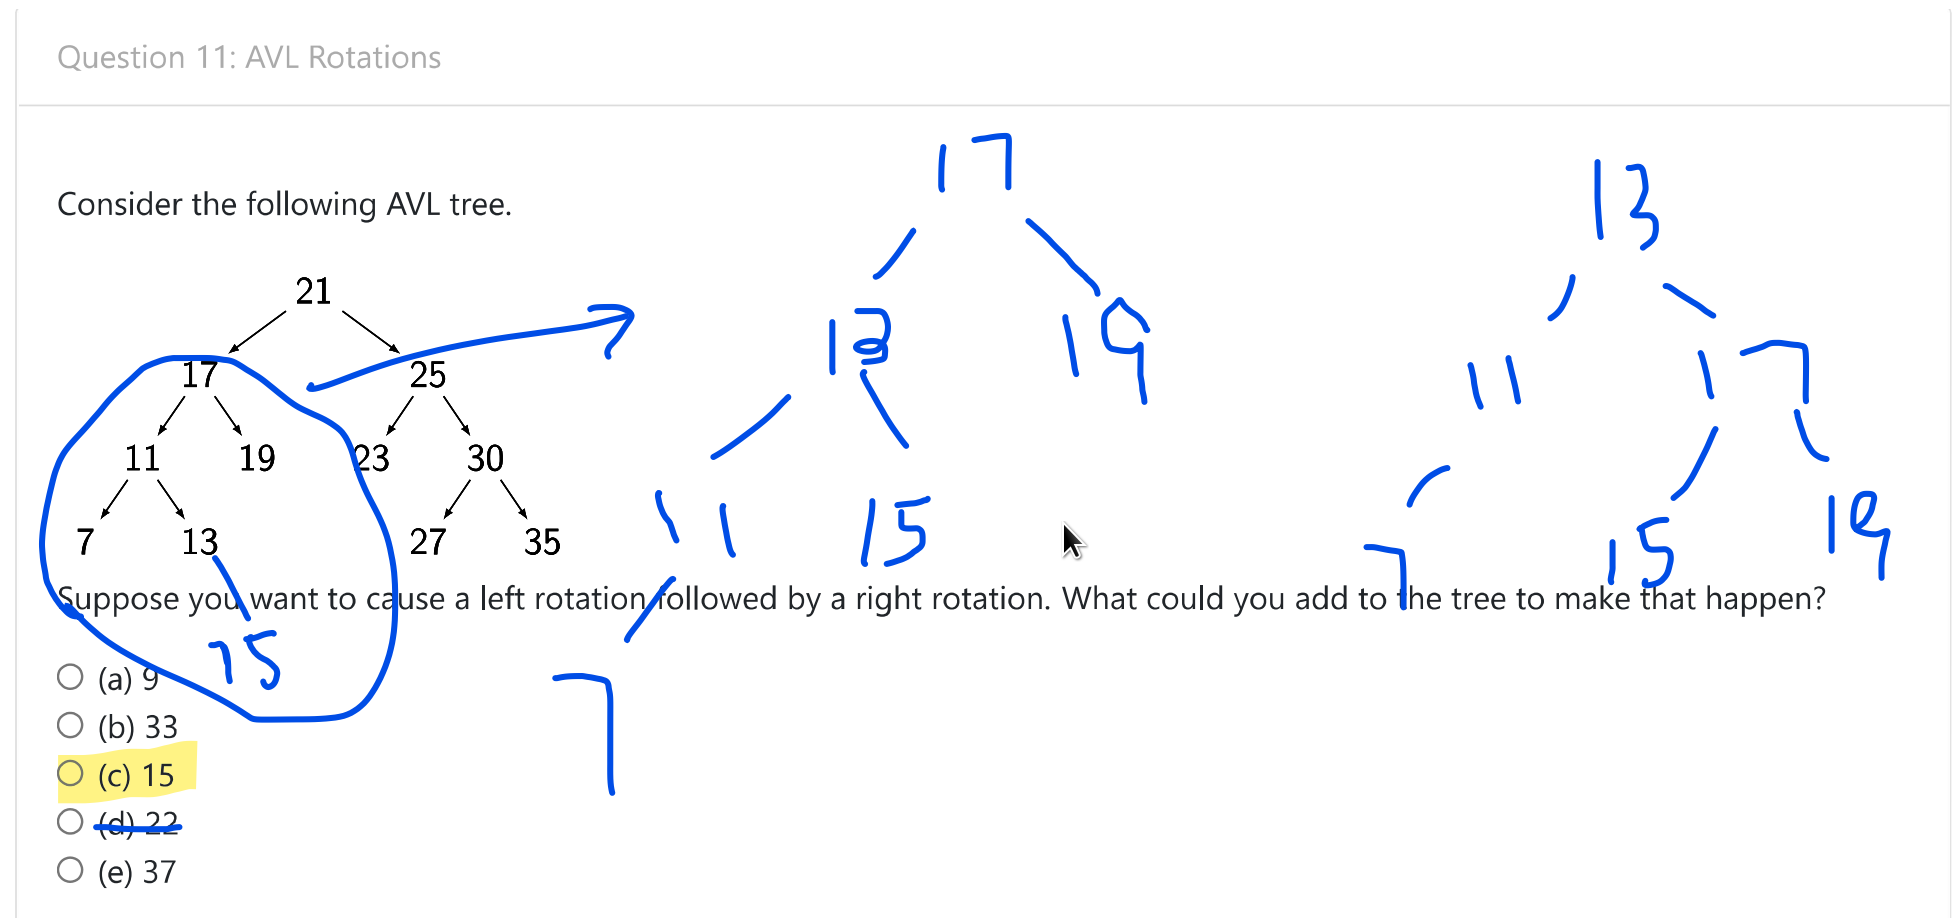 Question 11: AVL Rotations
17
13
Consider the following AVL tree.
21
13 19
17 25
11 17
11 19 23 30
11 15
15 19
7 13 27 35
7
Suppose you want to cause a left rotation followed by a right rotation. What could you add to the tree to make that happen?
15
7
(a) 9
(b) 33
(c) 15
(d) 22
(e) 37